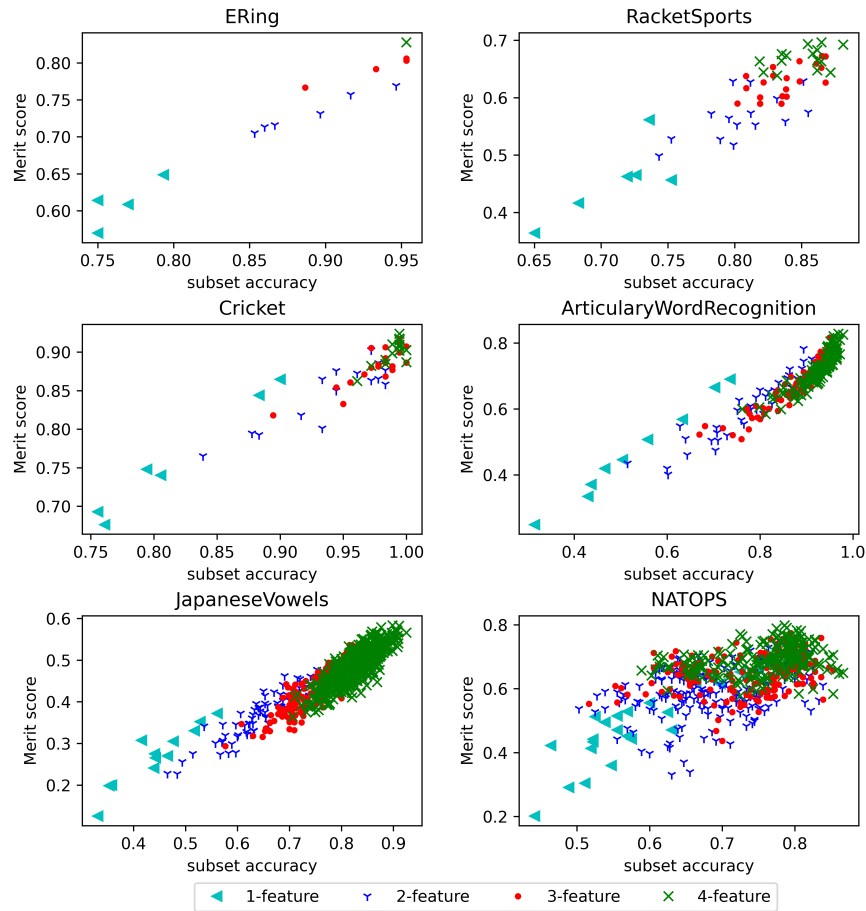 ERing
Merit score
0.80
0.75
0.70
0.65
0.60
0.75 0.80 0.85 0.90 0.95
subset accuracy
RacketSports
Merit score
0.7
0.6
0.5
0.4
0.65 0.70 0.75 0.80 0.85
subset accuracy
Cricket
Merit score
0.90
0.85
0.80
0.75
0.70
0.75 0.80 0.85 0.90 0.95 1.00
subset accuracy
ArticularyWordRecognition
Merit score
0.8
0.6
0.4
0.4 0.6 0.8 1.0
subset accuracy
JapaneseVowels
Merit score
0.6
0.5
0.4
0.3
0.2
0.4 0.5 0.6 0.7 0.8 0.9
subset accuracy
NATOPS
Merit score
0.8
0.6
0.4
0.2
0.5 0.6 0.7 0.8
subset accuracy
1-feature 2-feature 3-feature 4-feature